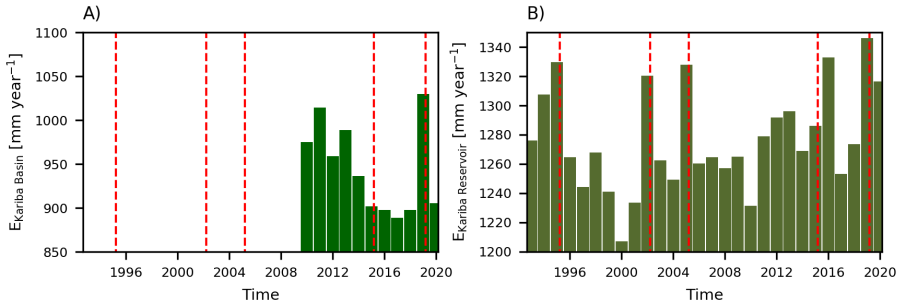 A)
E_Kariba Basin [mm year⁻¹]
1100
1050
1000
950
900
850
1996 2000 2004 2008 2012 2016 2020
Time
B)
E_Kariba Reservoir [mm year⁻¹]
1340
1320
1300
1280
1260
1240
1220
1200
1996 2000 2004 2008 2012 2016 2020
Time